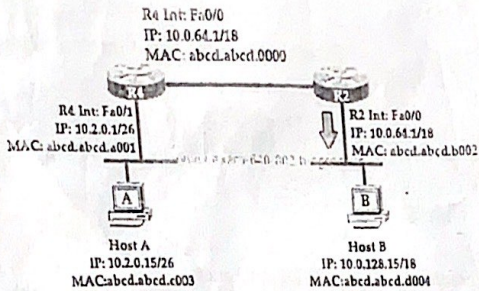 R4 Int: Fa0/0
IP: 10.0.64.1/18
MAC: abcd.abcd.0000
R4
R2
R4 Int: Fa0/1
IP: 10.2.0.1/26
MAC: abcd.abcd.a001
R2 Int: Fa0/0
IP: 10.0.64.1/18
MAC: abcd.abcd.b002
A
B
Host A
IP: 10.2.0.15/26
MAC:abcd.abcd.c003
Host B
IP: 10.0.128.15/18
MAC:abcd.abcd.d004